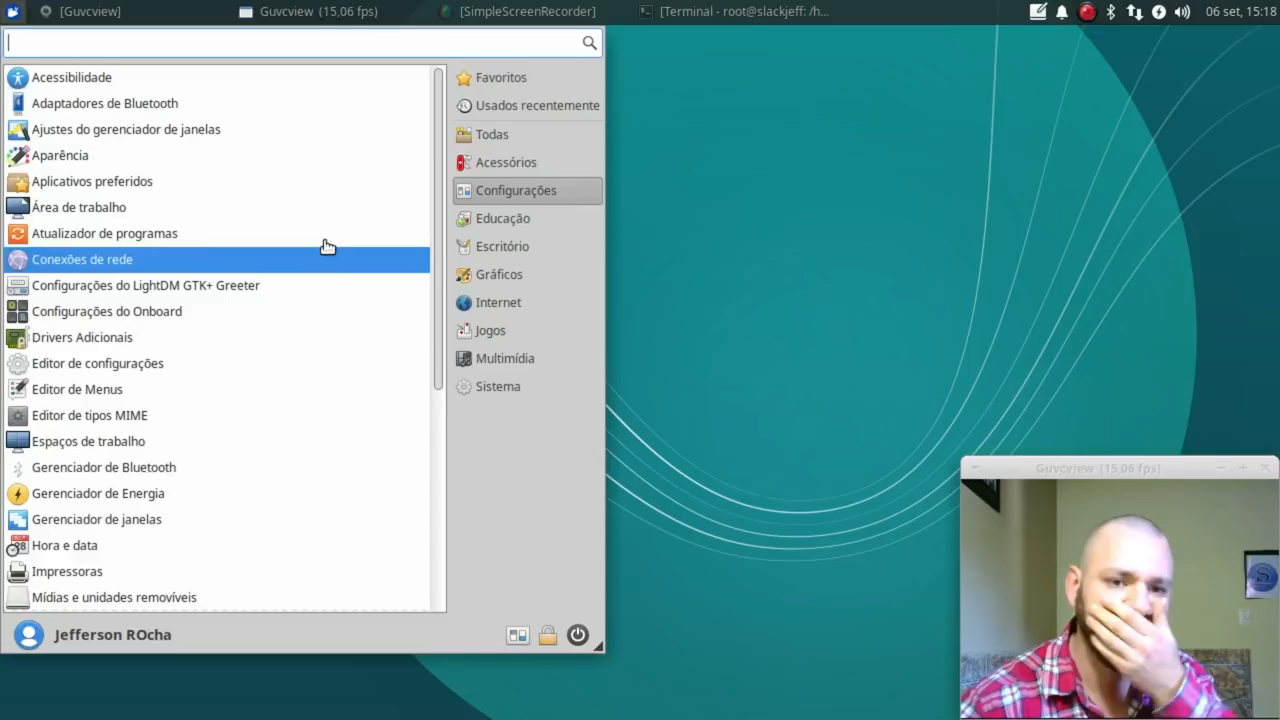 [Guvcview]
Guvcview (15,06 fps)
[SimpleScreenRecorder]
[Terminal - root@slackjeff: /h...
06 set, 15:18
Acessibilidade
Adaptadores de Bluetooth
Ajustes do gerenciador de janelas
Aparência
Aplicativos preferidos
Área de trabalho
Atualizador de programas
Conexões de rede
Configurações do LightDM GTK+ Greeter
Configurações do Onboard
Drivers Adicionais
Editor de configurações
Editor de Menus
Editor de tipos MIME
Espaços de trabalho
Gerenciador de Bluetooth
Gerenciador de Energia
Gerenciador de janelas
Hora e data
Impressoras
Mídias e unidades removíveis
Favoritos
Usados recentemente
Todas
Acessórios
Configurações
Educação
Escritório
Gráficos
Internet
Jogos
Multimídia
Sistema
Jefferson ROcha
Guvcview (15,06 fps)